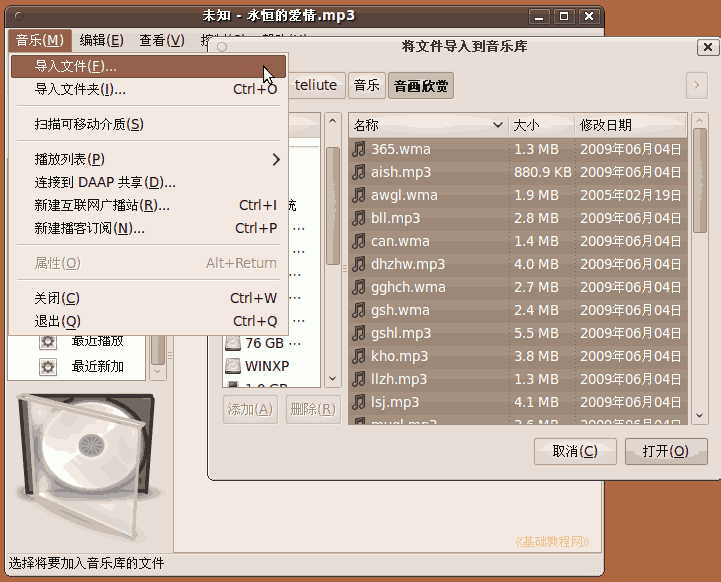 未知 - 永恒的爱情.mp3
音乐(M) 编辑(E) 查看(V)
将文件导入到音乐库
导入文件(F)...
导入文件夹(I)... Ctrl+O
扫描可移动介质(S)
播放列表(P)
连接到 DAAP 共享(D)...
新建互联网广播站(R)... Ctrl+I
新建播客订阅(N)... Ctrl+P
属性(O) Alt+Return
关闭(C) Ctrl+W
退出(Q) Ctrl+Q
最近播放
最近新加
teliute 音乐 音画欣赏
名称 大小 修改日期
365.wma 1.3 MB 2009年06月04日
aish.mp3 880.9 KB 2009年06月04日
awgl.wma 1.9 MB 2005年02月19日
bll.mp3 2.8 MB 2009年06月04日
can.wma 1.4 MB 2009年06月04日
dhzhw.mp3 4.0 MB 2009年06月04日
gghch.wma 2.7 MB 2009年06月04日
gsh.wma 2.4 MB 2009年06月04日
gshl.mp3 5.5 MB 2009年06月04日
kho.mp3 3.8 MB 2009年06月04日
llzh.mp3 1.3 MB 2009年06月04日
lsj.mp3 4.1 MB 2009年06月04日
76 GB ...
WINXP
添加(A) 删除(R)
取消(C) 打开(O)
《基础教程网》
选择将要加入音乐库的文件